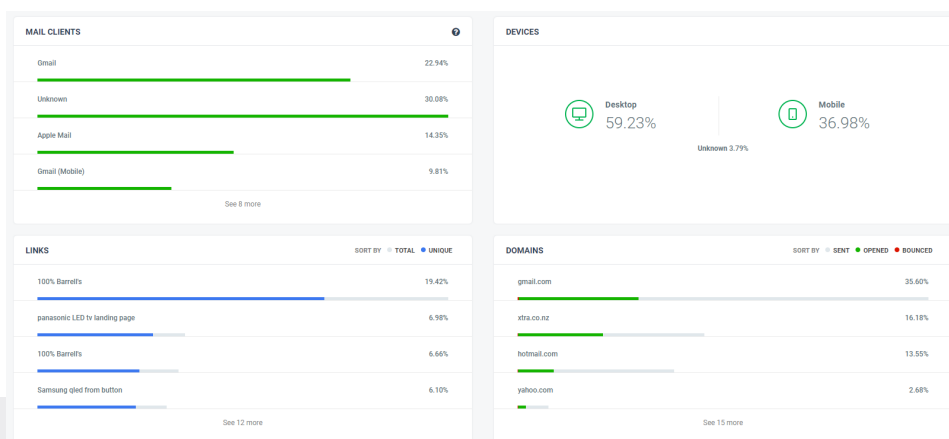 MAIL CLIENTS
?
Gmail 22.94%
Unknown 30.08%
Apple Mail 14.35%
Gmail (Mobile) 9.81%
See 8 more
DEVICES
Desktop
59.23%
Mobile
36.98%
Unknown 3.79%
LINKS SORT BY TOTAL UNIQUE
100% Barrell's 19.42%
panasonic LED tv landing page 6.98%
100% Barrell's 6.66%
Samsung qled from button 6.10%
See 12 more
DOMAINS SORT BY SENT OPENED BOUNCED
gmail.com 35.60%
xtra.co.nz 16.18%
hotmail.com 13.55%
yahoo.com 2.68%
See 15 more